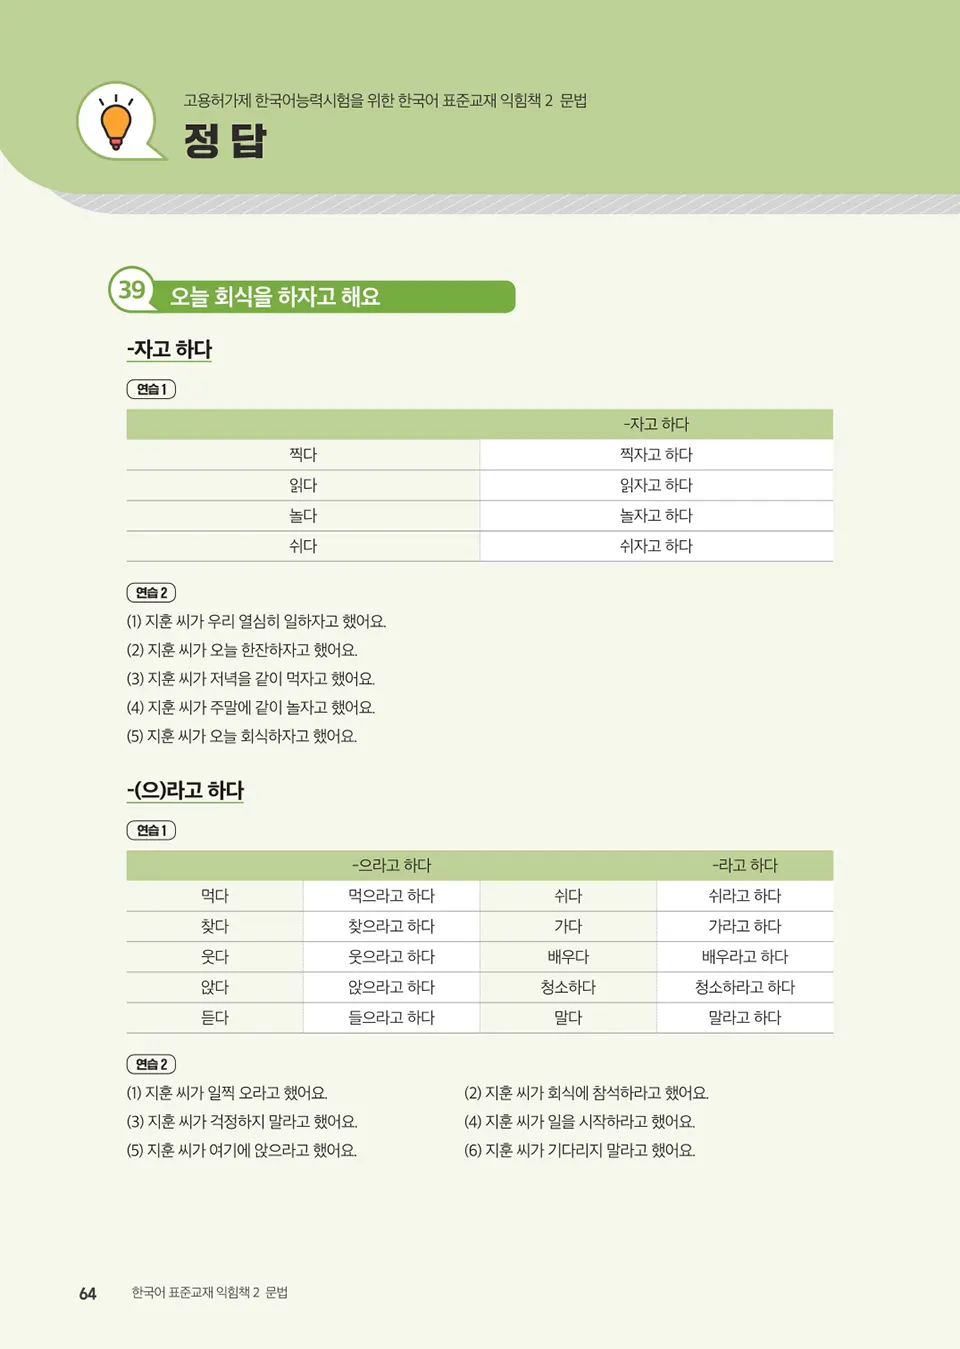 고용허가제 한국어능력시험을 위한 한국어 표준교재 익힘책 2 문법
정답
39 오늘 회식을 하자고 해요
-자고 하다
연습 1
-자고 하다
찍다 찍자고 하다
읽다 읽자고 하다
놀다 놀자고 하다
쉬다 쉬자고 하다
연습 2
(1) 지훈 씨가 우리 열심히 일하자고 했어요.
(2) 지훈 씨가 오늘 한잔하자고 했어요.
(3) 지훈 씨가 저녁을 같이 먹자고 했어요.
(4) 지훈 씨가 주말에 같이 놀자고 했어요.
(5) 지훈 씨가 오늘 회식하자고 했어요.
-(으)라고 하다
연습 1
-으라고 하다 -라고 하다
먹다 먹으라고 하다 쉬다 쉬라고 하다
찾다 찾으라고 하다 가다 가라고 하다
웃다 웃으라고 하다 배우다 배우라고 하다
앉다 앉으라고 하다 청소하다 청소하라고 하다
듣다 들으라고 하다 말다 말라고 하다
연습 2
(1) 지훈 씨가 일찍 오라고 했어요. (2) 지훈 씨가 회식에 참석하라고 했어요.
(3) 지훈 씨가 걱정하지 말라고 했어요. (4) 지훈 씨가 일을 시작하라고 했어요.
(5) 지훈 씨가 여기에 앉으라고 했어요. (6) 지훈 씨가 기다리지 말라고 했어요.
64 한국어 표준교재 익힘책 2 문법